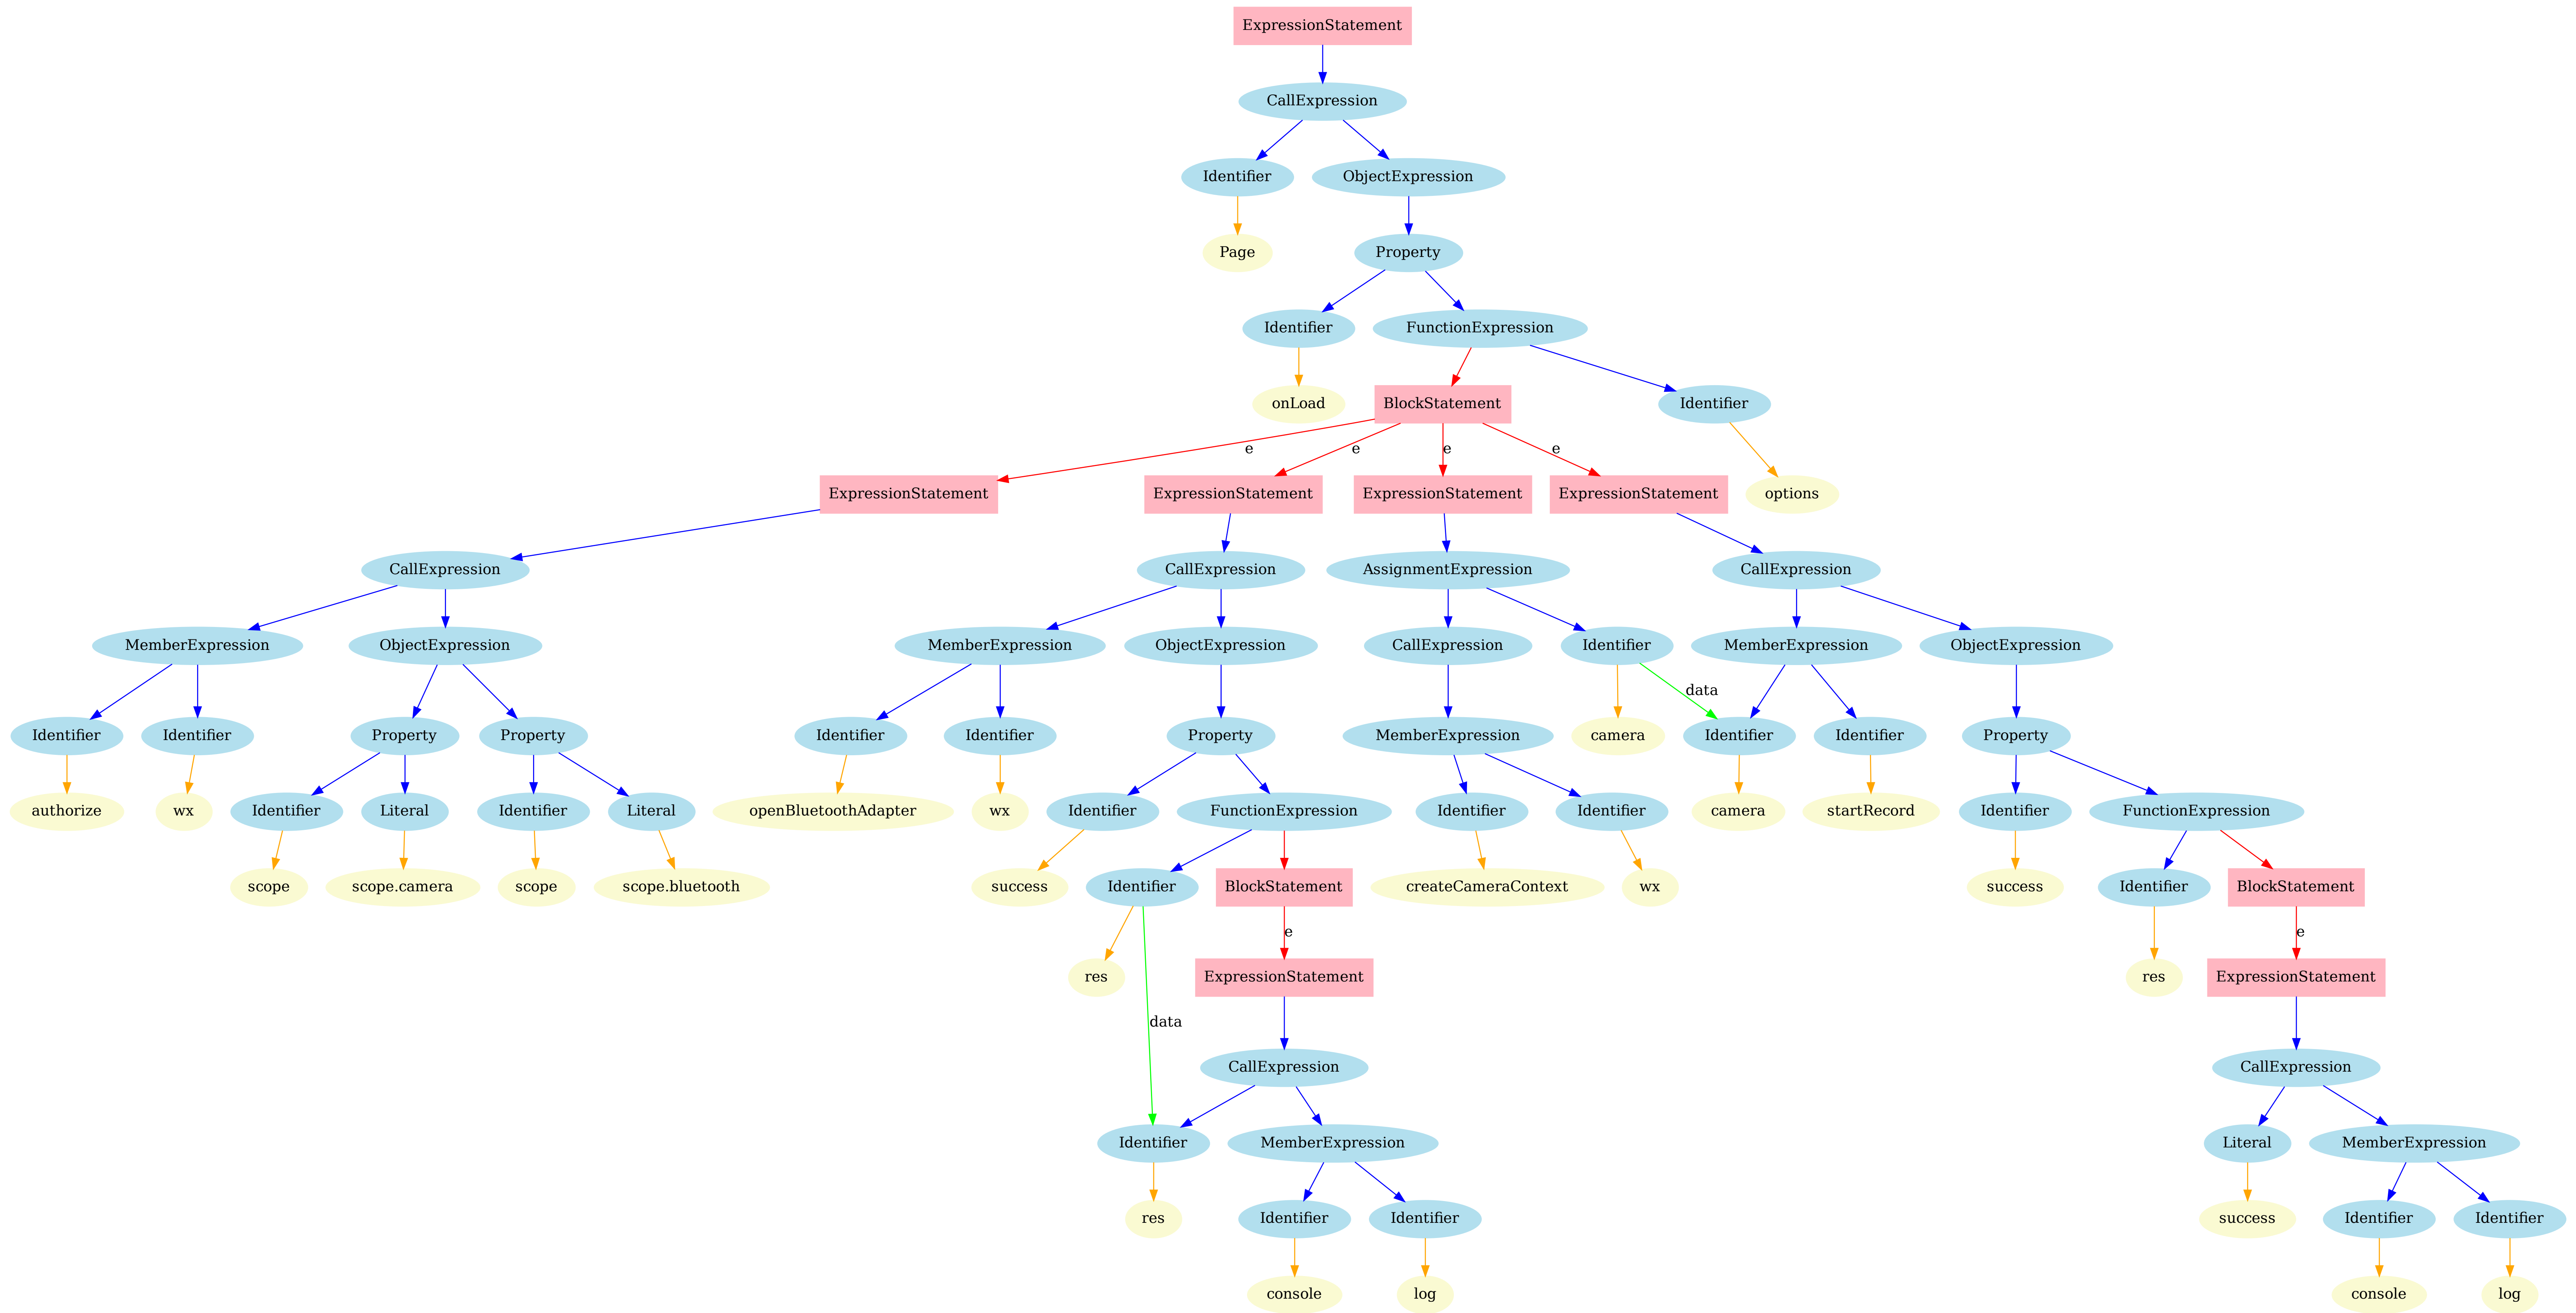 ExpressionStatement
CallExpression
Identifier ObjectExpression
Page Property
Identifier FunctionExpression
onLoad BlockStatement Identifier
e e e e
ExpressionStatement ExpressionStatement ExpressionStatement ExpressionStatement options
CallExpression CallExpression AssignmentExpression CallExpression
MemberExpression ObjectExpression MemberExpression ObjectExpression CallExpression Identifier MemberExpression ObjectExpression
data
Identifier Identifier Property Property Identifier Identifier Property MemberExpression camera Identifier Identifier Property
authorize wx Identifier Literal Identifier Literal openBluetoothAdapter wx Identifier FunctionExpression Identifier Identifier camera startRecord Identifier FunctionExpression
scope scope.camera scope scope.bluetooth success Identifier BlockStatement createCameraContext wx success Identifier BlockStatement
e e
res ExpressionStatement res ExpressionStatement
data
CallExpression CallExpression
Identifier MemberExpression Literal MemberExpression
res Identifier Identifier success Identifier Identifier
console log console log